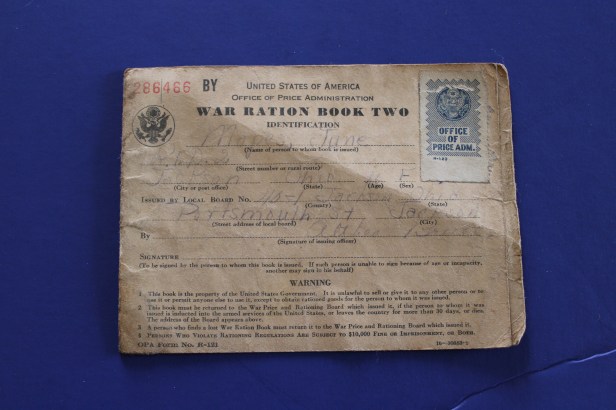 286466 BY UNITED STATES OF AMERICA
OFFICE OF PRICE ADMINISTRATION
WAR RATION BOOK TWO
IDENTIFICATION
OFFICE
OF
PRICE ADM.
R-123
June
(Name of person to whom book is issued)
(Street number or rural route)
(City or post office) (State) (Age) (Sex)
ISSUED BY LOCAL BOARD NO.
(County) (State)
Portsmouth St Jackson
(Street address of local board) (City)
By
(Signature of issuing officer)
SIGNATURE
(To be signed by the person to whom this book is issued. If such person is unable to sign because of age or incapacity,
another may sign in his behalf)
WARNING
1 This book is the property of the United States Government. It is unlawful to sell or give it to any other person or to
use it or permit anyone else to use it, except to obtain rationed goods for the person to whom it was issued.
2 This book must be returned to the War Price and Rationing Board which issued it, if the person to whom it was
issued is inducted into the armed services of the United States, or leaves the country for more than 30 days, or dies.
The address of the Board appears above.
3 A person who finds a lost War Ration Book must return it to the War Price and Rationing Board which issued it.
4 PERSONS WHO VIOLATE RATIONING REGULATIONS ARE SUBJECT TO $10,000 FINE OR IMPRISONMENT, OR BOTH.
OPA FORM NO. R-121